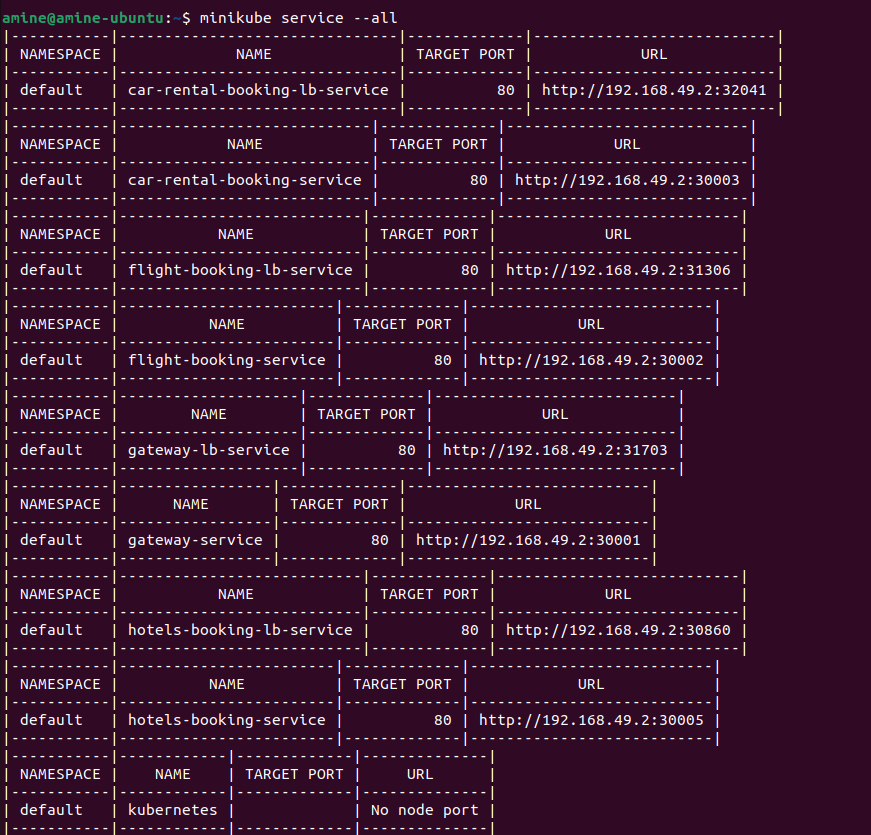 amine@amine-ubuntu:~$ minikube service --all
|-----------|-------------------------------|-------------|---------------------------|
| NAMESPACE |             NAME              | TARGET PORT |            URL            |
|-----------|-------------------------------|-------------|---------------------------|
| default   | car-rental-booking-lb-service |          80 | http://192.168.49.2:32041 |
|-----------|-------------------------------|-------------|---------------------------|
|-----------|----------------------------|-------------|---------------------------|
| NAMESPACE |            NAME            | TARGET PORT |            URL            |
|-----------|----------------------------|-------------|---------------------------|
| default   | car-rental-booking-service |          80 | http://192.168.49.2:30003 |
|-----------|----------------------------|-------------|---------------------------|
|-----------|---------------------------|-------------|---------------------------|
| NAMESPACE |           NAME            | TARGET PORT |            URL            |
|-----------|---------------------------|-------------|---------------------------|
| default   | flight-booking-lb-service |          80 | http://192.168.49.2:31306 |
|-----------|---------------------------|-------------|---------------------------|
|-----------|------------------------|-------------|---------------------------|
| NAMESPACE |          NAME          | TARGET PORT |            URL            |
|-----------|------------------------|-------------|---------------------------|
| default   | flight-booking-service |          80 | http://192.168.49.2:30002 |
|-----------|------------------------|-------------|---------------------------|
|-----------|--------------------|-------------|---------------------------|
| NAMESPACE |        NAME        | TARGET PORT |            URL            |
|-----------|--------------------|-------------|---------------------------|
| default   | gateway-lb-service |          80 | http://192.168.49.2:31703 |
|-----------|--------------------|-------------|---------------------------|
|-----------|-----------------|-------------|---------------------------|
| NAMESPACE |      NAME       | TARGET PORT |            URL            |
|-----------|-----------------|-------------|---------------------------|
| default   | gateway-service |          80 | http://192.168.49.2:30001 |
|-----------|-----------------|-------------|---------------------------|
|-----------|---------------------------|-------------|---------------------------|
| NAMESPACE |           NAME            | TARGET PORT |            URL            |
|-----------|---------------------------|-------------|---------------------------|
| default   | hotels-booking-lb-service |          80 | http://192.168.49.2:30860 |
|-----------|---------------------------|-------------|---------------------------|
|-----------|------------------------|-------------|---------------------------|
| NAMESPACE |          NAME          | TARGET PORT |            URL            |
|-----------|------------------------|-------------|---------------------------|
| default   | hotels-booking-service |          80 | http://192.168.49.2:30005 |
|-----------|------------------------|-------------|---------------------------|
|-----------|------------|-------------|--------------|
| NAMESPACE |    NAME    | TARGET PORT |     URL      |
|-----------|------------|-------------|--------------|
| default   | kubernetes |             | No node port |
|-----------|------------|-------------|--------------|